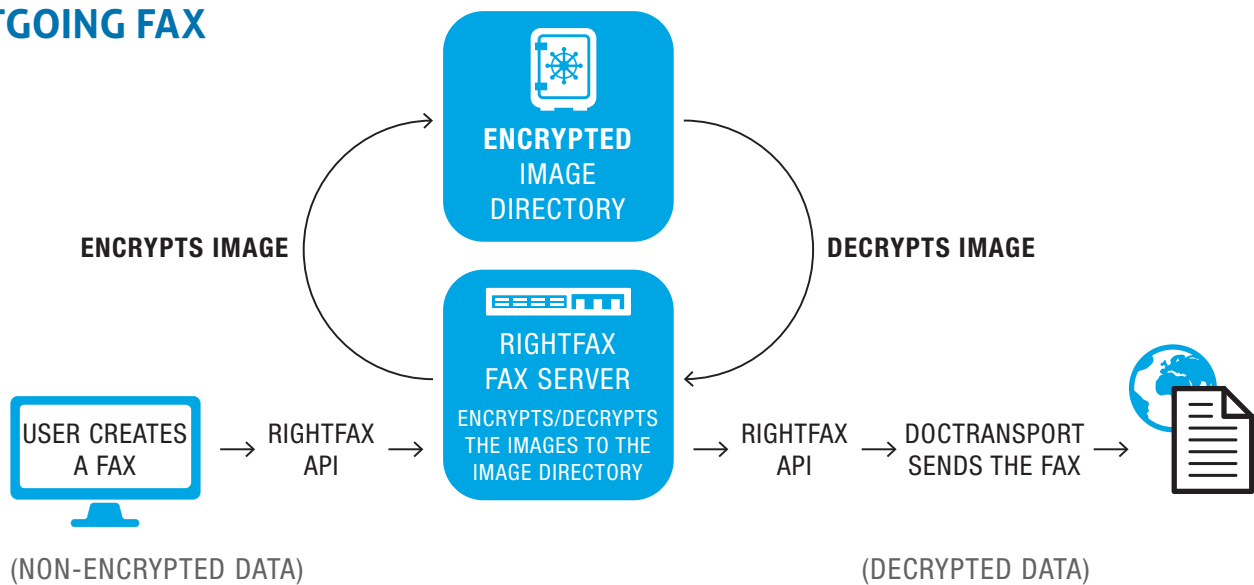 TGOING FAX
ENCRYPTED
IMAGE
DIRECTORY
ENCRYPTS IMAGE
DECRYPTS IMAGE
RIGHTFAX
FAX SERVER
ENCRYPTS/DECRYPTS
THE IMAGES TO THE
IMAGE DIRECTORY
USER CREATES
A FAX
RIGHTFAX
API
RIGHTFAX
API
DOCTRANSPORT
SENDS THE FAX
(NON-ENCRYPTED DATA)
(DECRYPTED DATA)